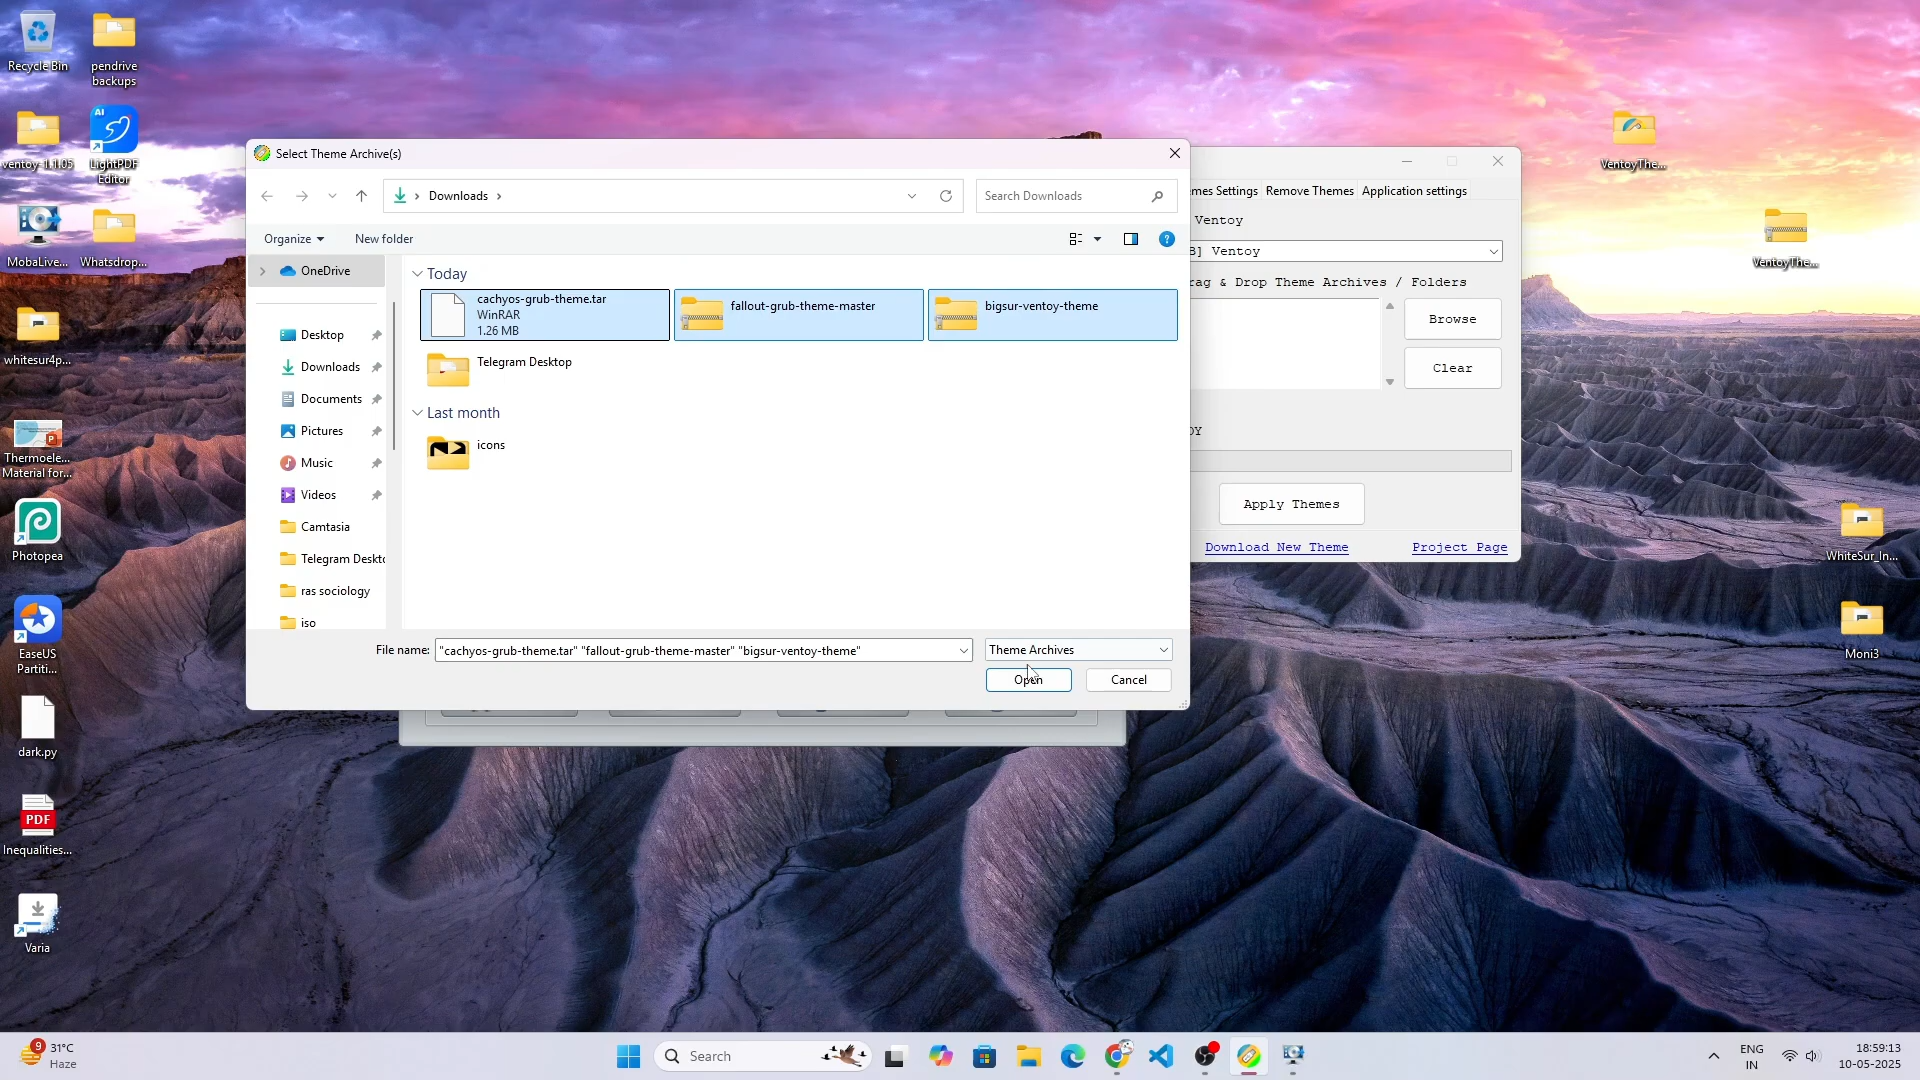 Recycle Bin
pendrive
backups
ventoy-1.1.05
AI
LightPDF
Editor
MobaLive...
Whatsdrop...
whitesur4p...
Thermoele...
Material for...
Photopea
EaseUS
Partiti...
dark.py
PDF
Inequalities...
Varia
Select Theme Archive(s)
Downloads
Search Downloads
Organize
New folder
OneDrive
Desktop
Downloads
Documents
Pictures
Music
Videos
Camtasia
Telegram Deskto
ras sociology
iso
Today
cachyos-grub-theme.tar
WinRAR
1.26 MB
fallout-grub-theme-master
bigsur-ventoy-theme
Telegram Desktop
Last month
icons
File name:
"cachyos-grub-theme.tar" "fallout-grub-theme-master" "bigsur-ventoy-theme"
Theme Archives
Open
Cancel
mes Settings
Remove Themes
Application settings
Ventoy
] Ventoy
rag & Drop Theme Archives / Folders
Browse
Clear
DY
Apply Themes
Download New Theme
Project Page
VentoyThe...
VentoyThe...
WhiteSur_In...
Moni3
9
31°C
Haze
Search
ENG
IN
18:59:13
10-05-2025